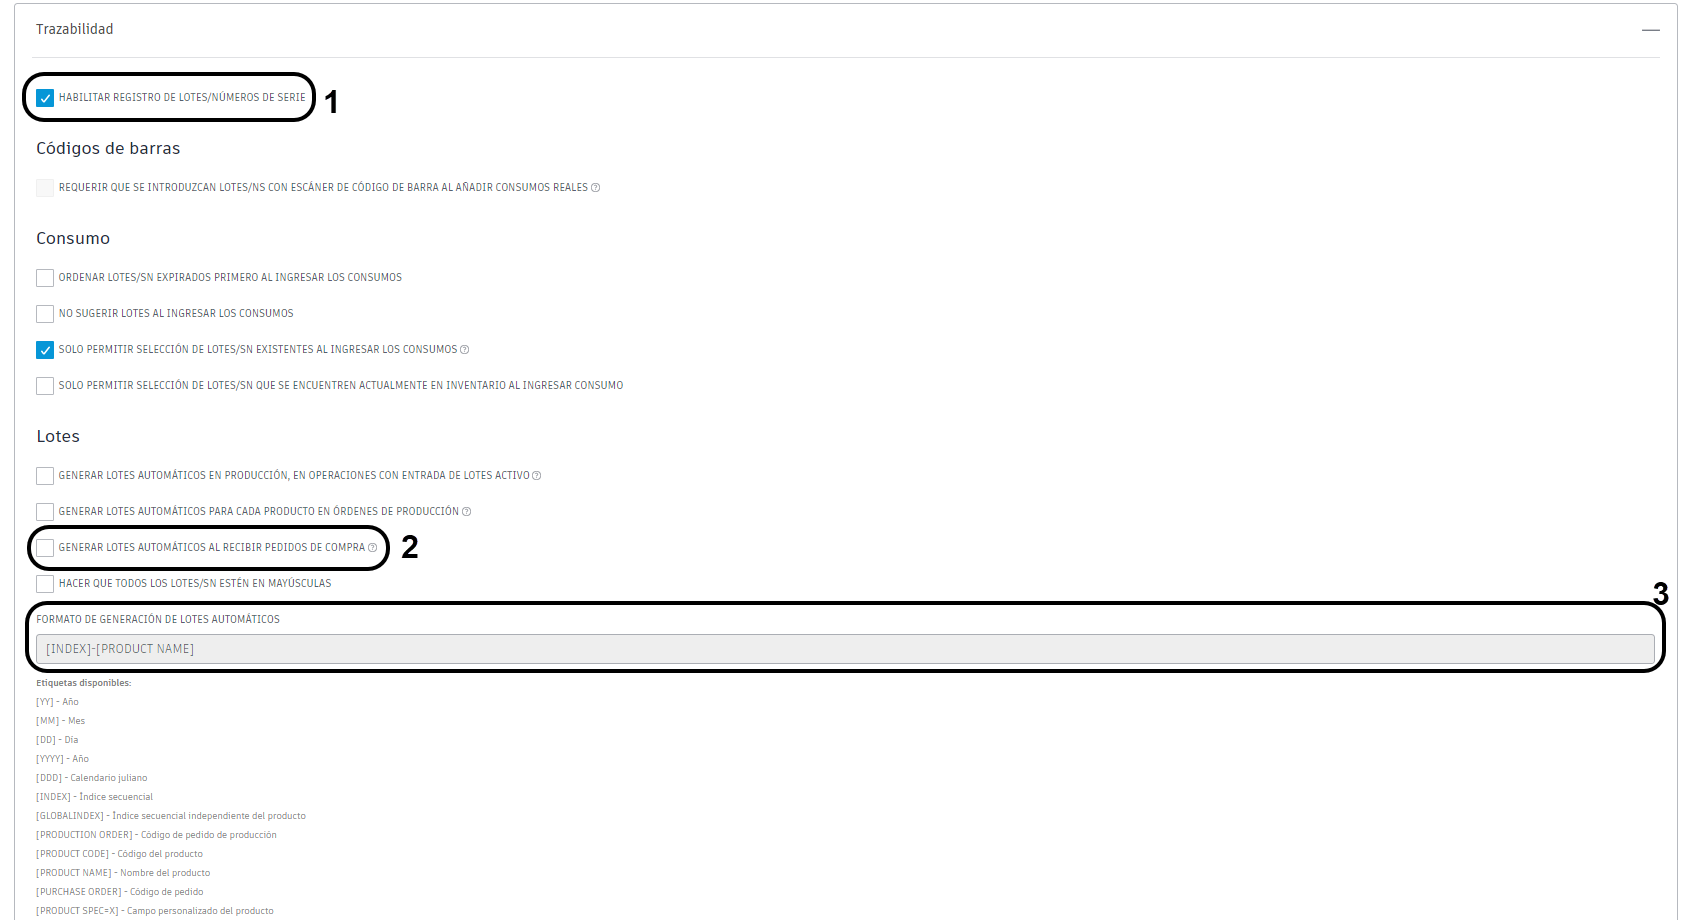 Trazabilidad
HABILITAR REGISTRO DE LOTES/NÚMEROS DE SERIE
1
Códigos de barras
REQUERIR QUE SE INTRODUZCAN LOTES/NS CON ESCÁNER DE CÓDIGO DE BARRA AL AÑADIR CONSUMOS REALES
Consumo
ORDENAR LOTES/SN EXPIRADOS PRIMERO AL INGRESAR LOS CONSUMOS
NO SUGERIR LOTES AL INGRESAR LOS CONSUMOS
SOLO PERMITIR SELECCIÓN DE LOTES/SN EXISTENTES AL INGRESAR LOS CONSUMOS
SOLO PERMITIR SELECCIÓN DE LOTES/SN QUE SE ENCUENTREN ACTUALMENTE EN INVENTARIO AL INGRESAR CONSUMO
Lotes
GENERAR LOTES AUTOMÁTICOS EN PRODUCCIÓN, EN OPERACIONES CON ENTRADA DE LOTES ACTIVO
GENERAR LOTES AUTOMÁTICOS PARA CADA PRODUCTO EN ÓRDENES DE PRODUCCIÓN
GENERAR LOTES AUTOMÁTICOS AL RECIBIR PEDIDOS DE COMPRA
2
HACER QUE TODOS LOS LOTES/SN ESTÉN EN MAYÚSCULAS
3
FORMATO DE GENERACIÓN DE LOTES AUTOMÁTICOS
[INDEX]-[PRODUCT NAME]
Etiquetas disponibles:
[YY] - Año
[MM] - Mes
[DD] - Día
[YYYY] - Año
[DDD] - Calendario juliano
[INDEX] - Índice secuencial
[GLOBALINDEX] - Índice secuencial independiente del producto
[PRODUCTION ORDER] - Código de pedido de producción
[PRODUCT CODE] - Código del producto
[PRODUCT NAME] - Nombre del producto
[PURCHASE ORDER] - Código de pedido
[PRODUCT SPEC=X] - Campo personalizado del producto